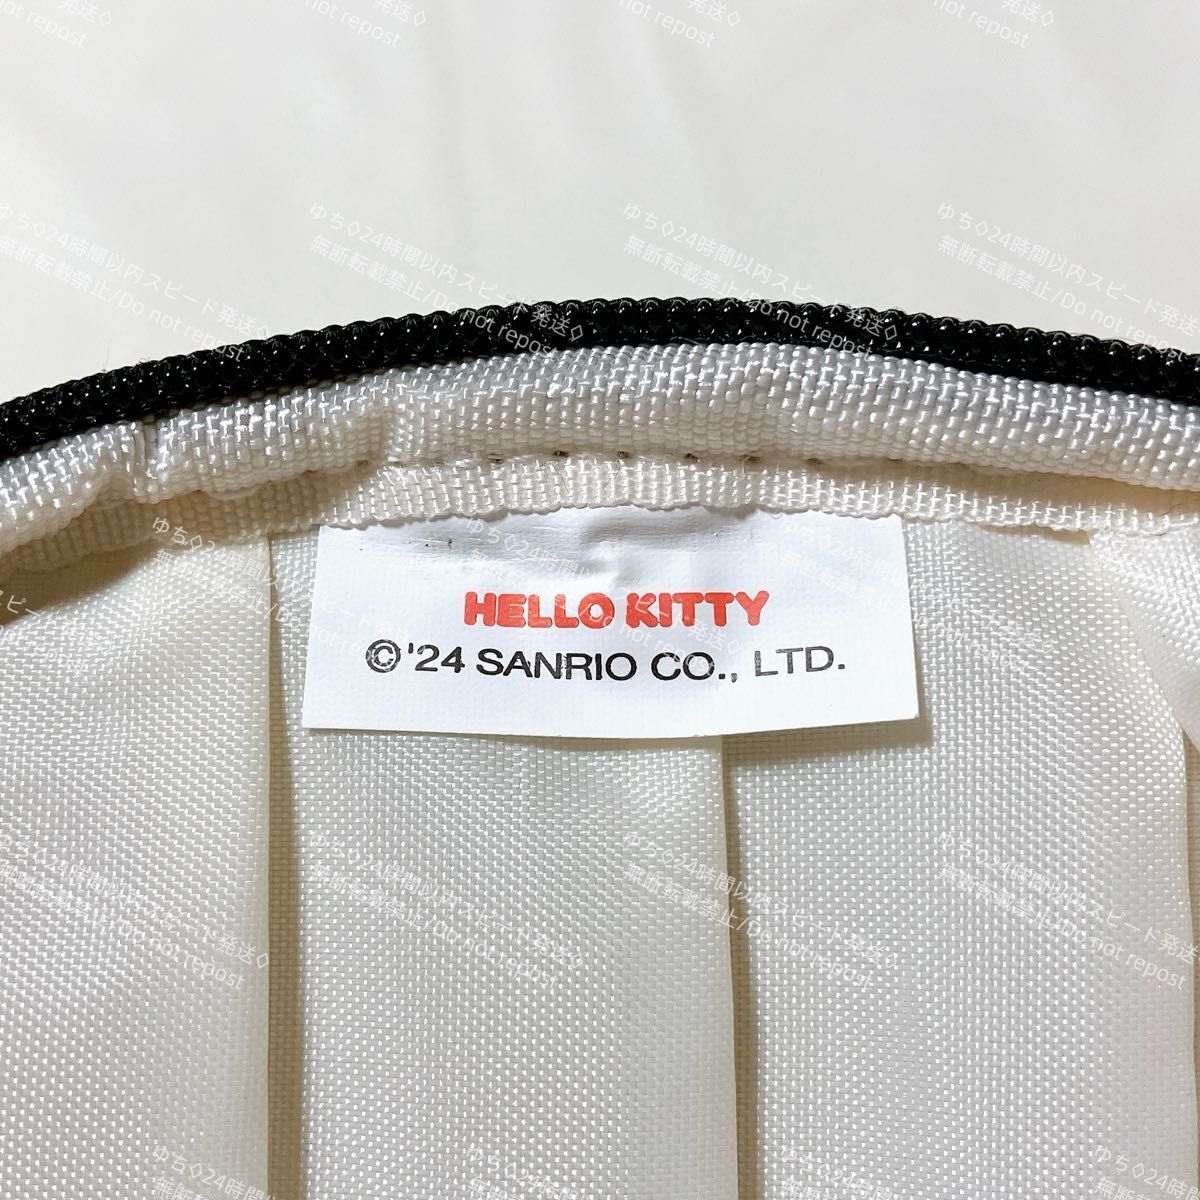 HELLO KITTY
©'24 SANRIO CO., LTD.
ゆち◇24時間以内スピード発送◇
無断転載禁止/Do not repost